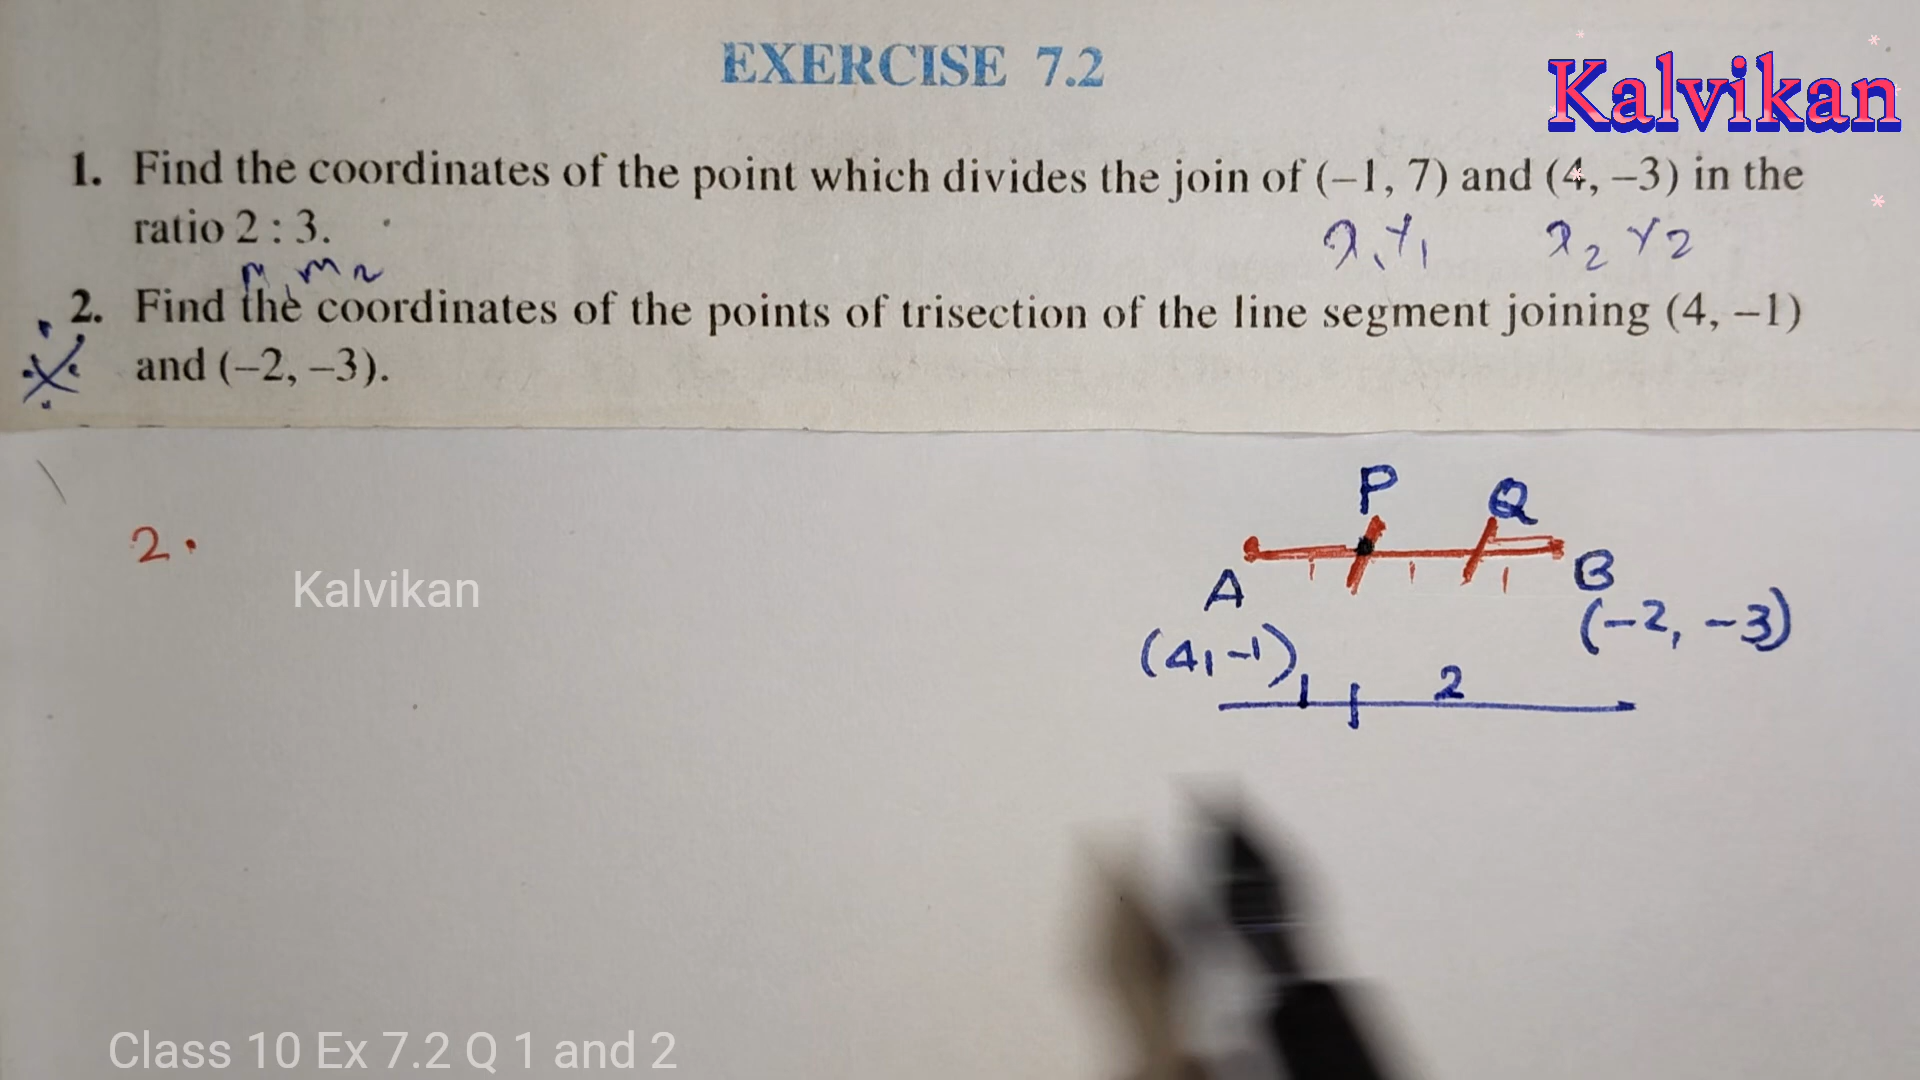 EXERCISE 7.2
Kalvikan
1. Find the coordinates of the point which divides the join of (–1, 7) and (4, –3) in the
ratio 2 : 3.
x1 y1 x2 y2
m1 m2
2. Find the coordinates of the points of trisection of the line segment joining (4, –1)
and (–2, –3).
P Q
2.
1 1 1
A B
Kalvikan
(4, -1) (-2, -3)
1 2
Class 10 Ex 7.2 Q 1 and 2